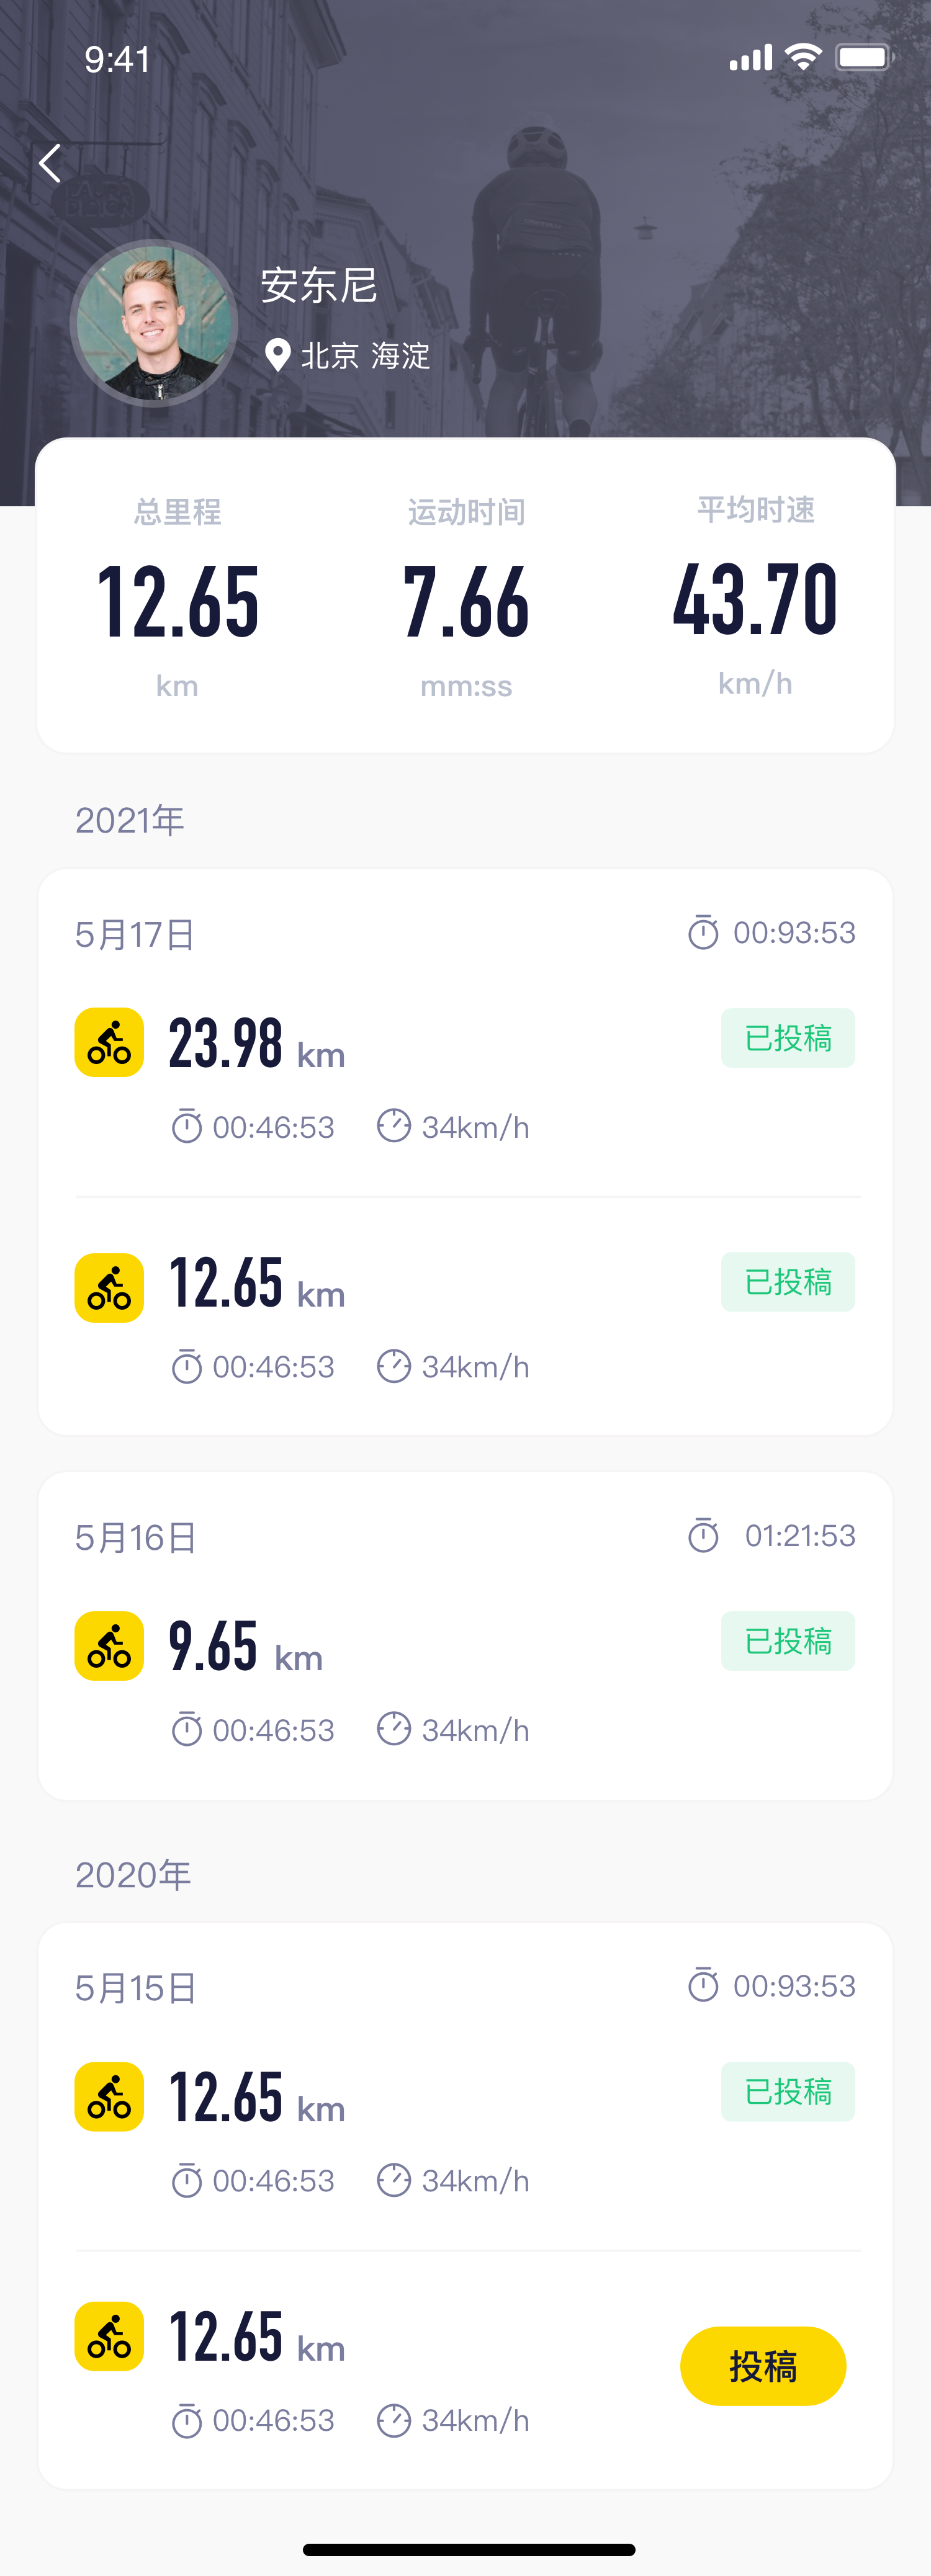 9:41
安东尼
北京 海淀
总里程 运动时间 平均时速
12.65 7.66 43.70
km mm:ss km/h
2021年
5月17日 00:93:53
23.98 km 已投稿
00:46:53 34km/h
12.65 km 已投稿
00:46:53 34km/h
5月16日 01:21:53
9.65 km 已投稿
00:46:53 34km/h
2020年
5月15日 00:93:53
12.65 km 已投稿
00:46:53 34km/h
12.65 km 投稿
00:46:53 34km/h